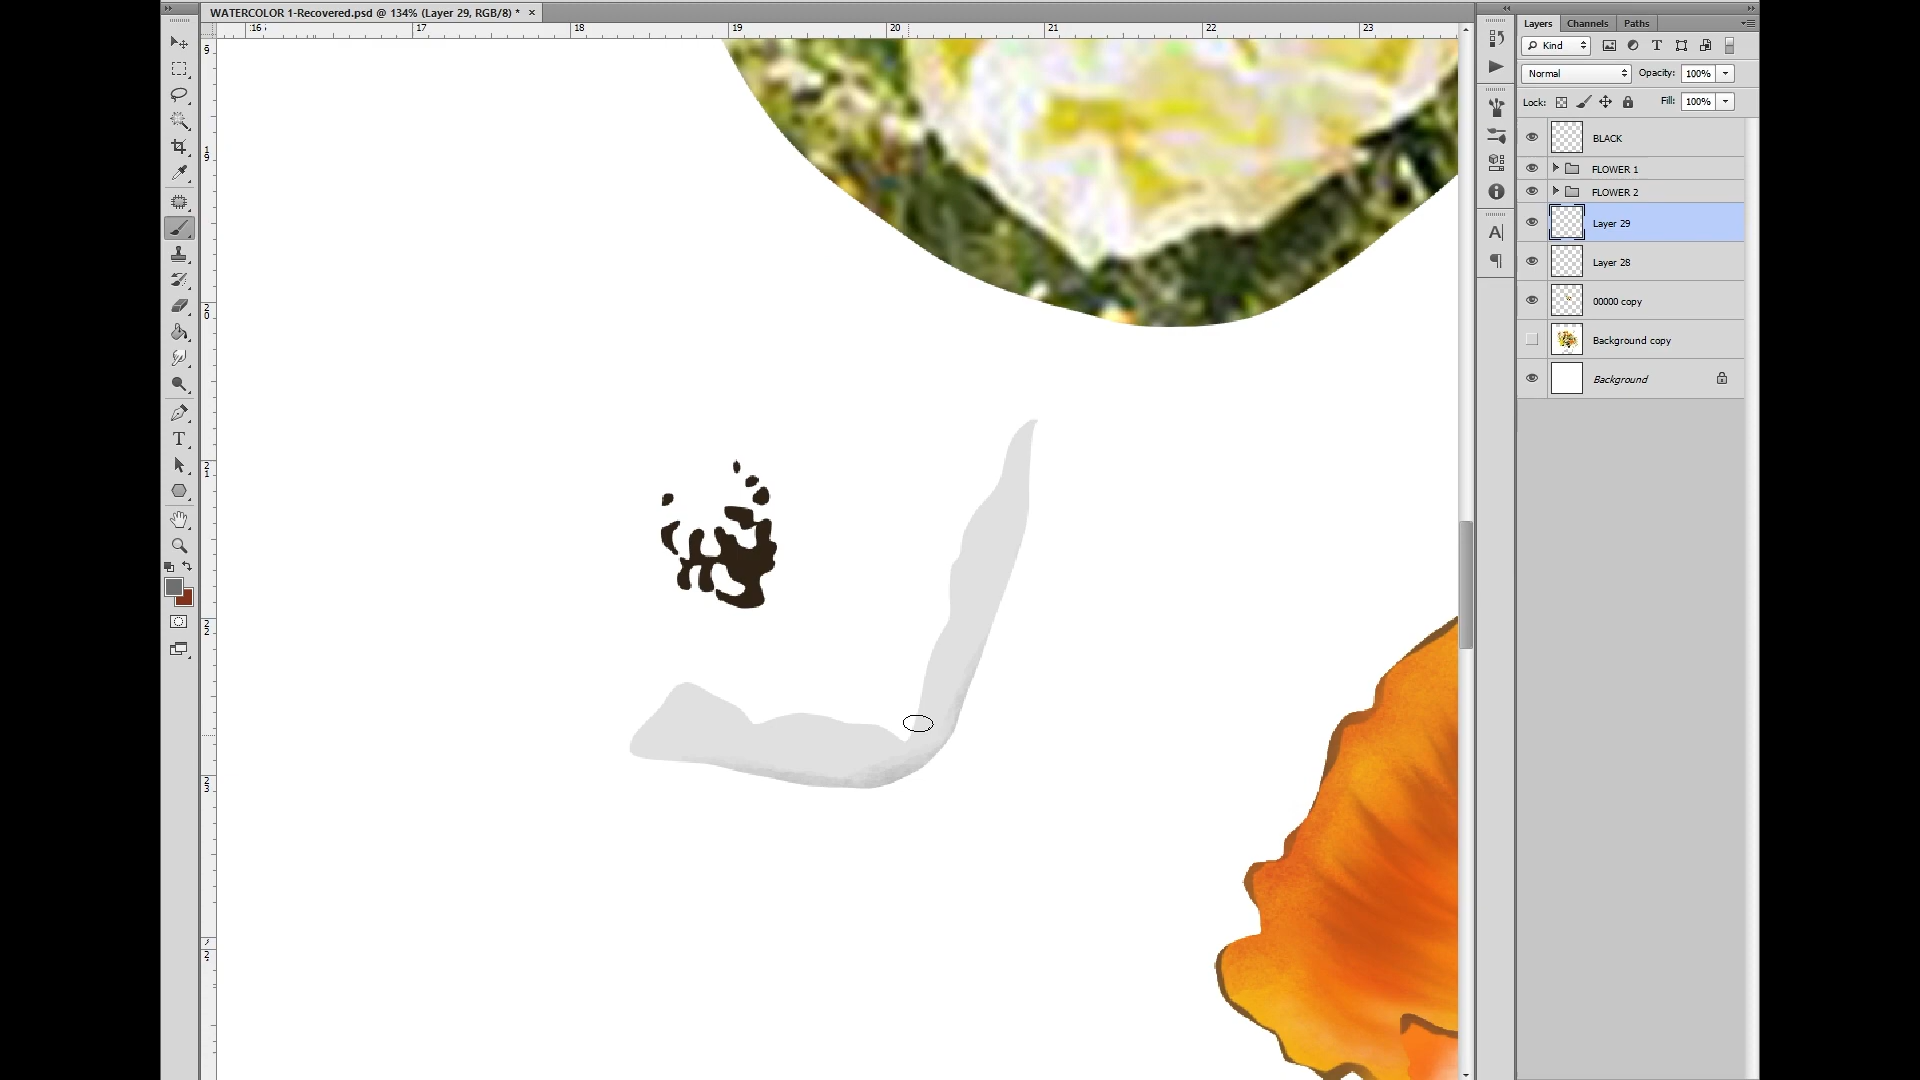 WATERCOLOR 1-Recovered.psd @ 134% (Layer 29, RGB/8) * ×
16 17 18 19 20 21 22 23
Layers Channels Paths
Kind
Normal Opacity: 100%
Lock: Fill: 100%
BLACK
FLOWER 1
FLOWER 2
Layer 29
Layer 28
00000 copy
Background copy
Background